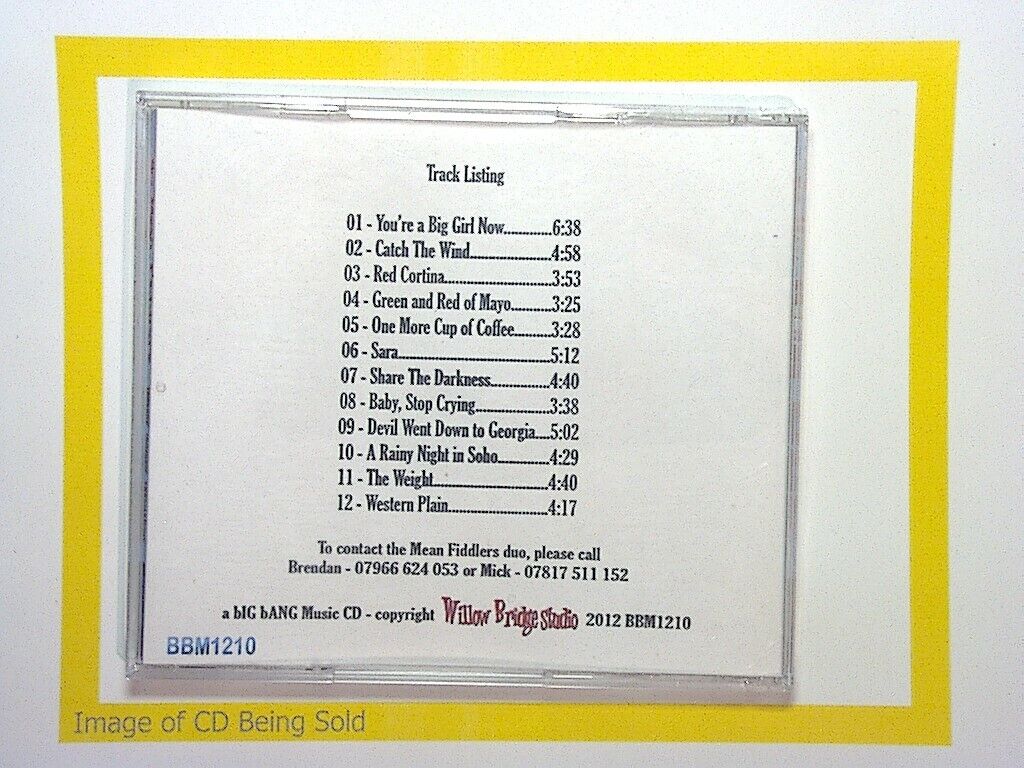 Track Listing
01 - You're a Big Girl Now............6:38
02 - Catch The Wind....................4:58
03 - Red Cortina...........................3:53
04 - Green and Red of Mayo..........3:25
05 - One More Cup of Coffee.........3:28
06 - Sara......................................5:12
07 - Share The Darkness...............4:40
08 - Baby, Stop Crying...................3:38
09 - Devil Went Down to Georgia....5:02
10 - A Rainy Night in Soho.............4:29
11 - The Weight............................4:40
12 - Western Plain.........................4:17
To contact the Mean Fiddlers duo, please call
Brendan - 07966 624 053 or Mick - 07817 511 152
a bIG bANG Music CD - copyright Willow Bridge Studio 2012 BBM1210
BBM1210
Image of CD Being Sold